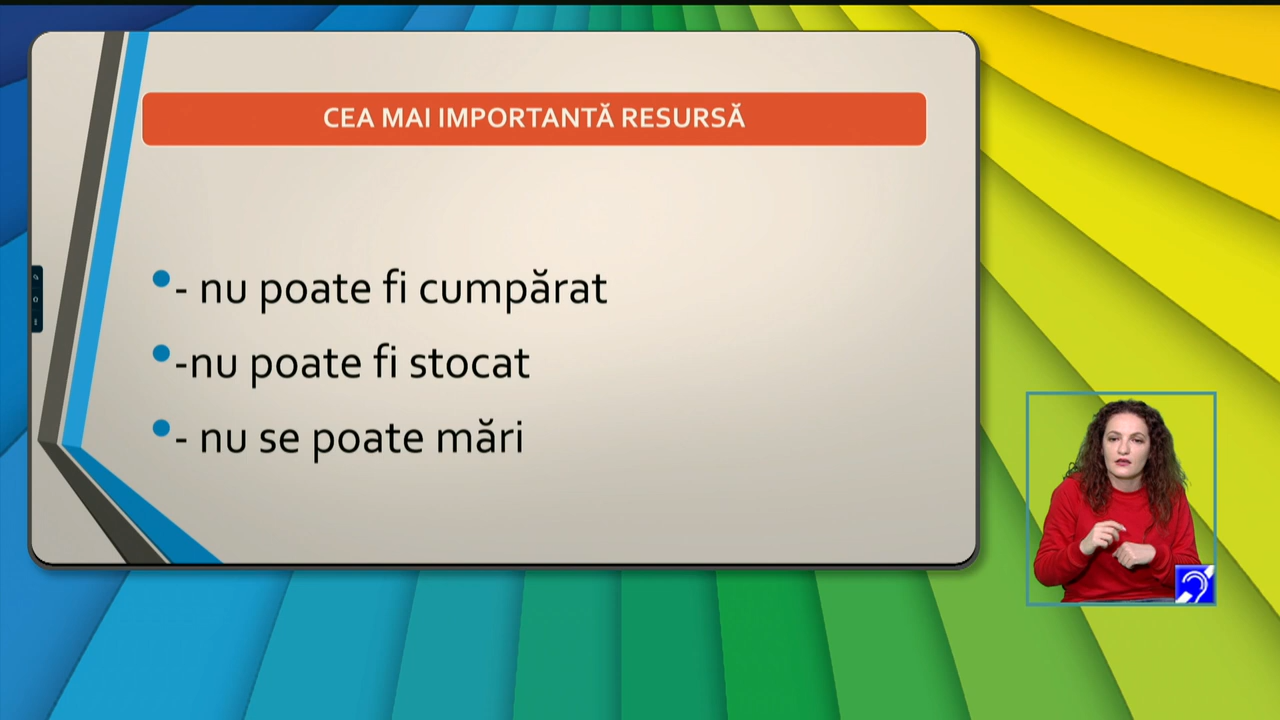 CEA MAI IMPORTANTĂ RESURSĂ
- nu poate fi cumpărat
-nu poate fi stocat
- nu se poate mări